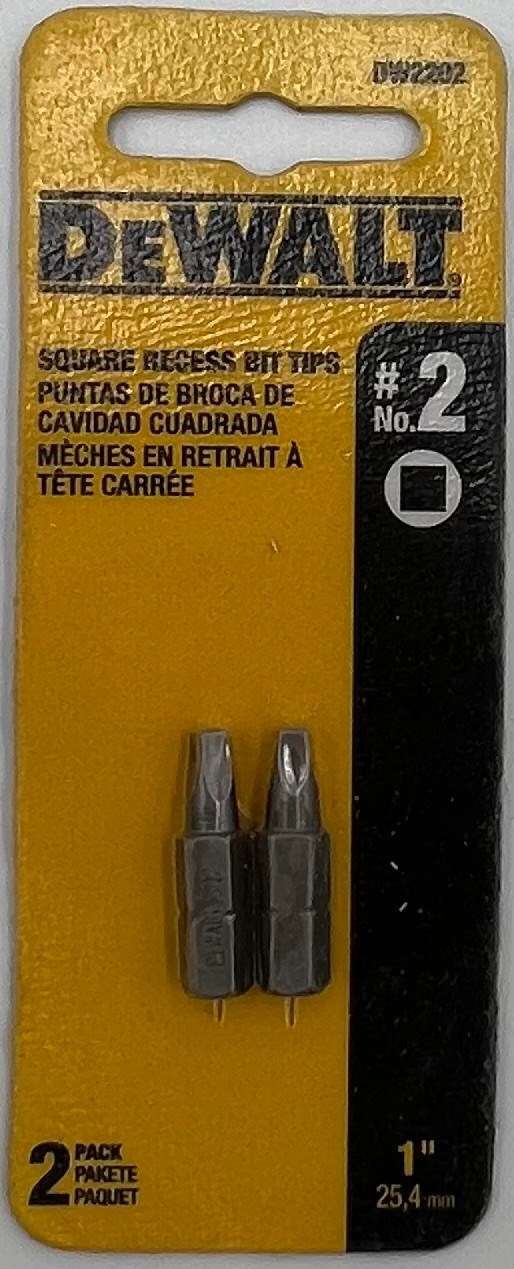 DW2202
DEWALT
SQUARE RECESS BIT TIPS
PUNTAS DE BROCA DE
CAVIDAD CUADRADA
MÈCHES EN RETRAIT À
TÊTE CARRÉE
#
No.2
2 PACK
PAKETE
PAQUET
1"
25,4 mm